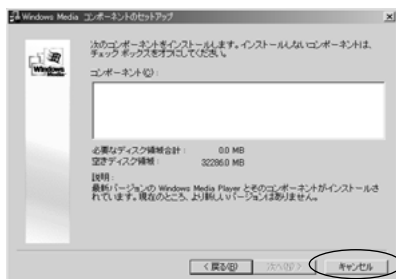 Windows Media コンポーネントのセットアップ
Windows
Media
次のコンポーネントをインストールします。インストールしないコンポーネントは、
チェック ボックスをオフにしてください。
コンポーネント(C):
必要なディスク領域合計: 0.0 MB
空きディスク領域: 32286.0 MB
説明:
最新バージョンの Windows Media Player とそのコンポーネントがインストールさ
れています。現在のところ、より新しいバージョンはありません。
< 戻る(B) 次へ(N) > キャンセル